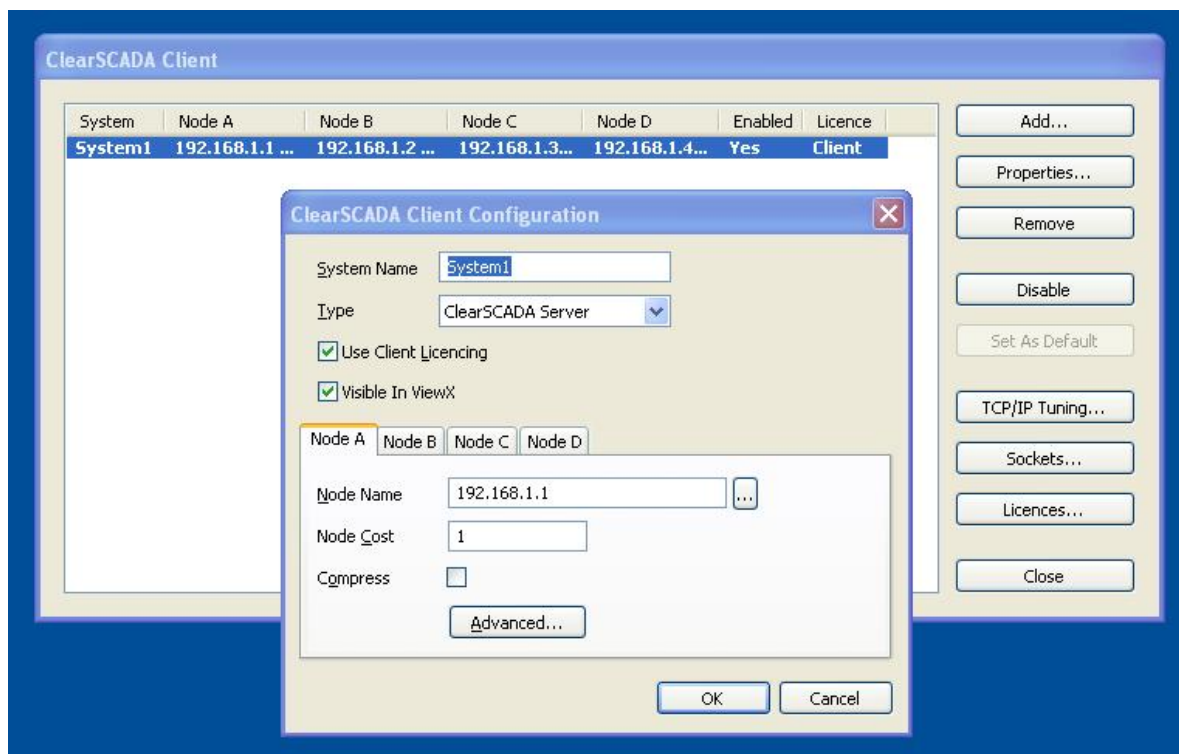 ClearSCADA Client
System Node A Node B Node C Node D Enabled Licence
System1 192.168.1.1 ... 192.168.1.2 ... 192.168.1.3... 192.168.1.4... Yes Client
Add...
Properties...
Remove
Disable
Set As Default
TCP/IP Tuning...
Sockets...
Licences...
Close
ClearSCADA Client Configuration
System Name System1
Type ClearSCADA Server
Use Client Licencing
Visible In ViewX
Node A Node B Node C Node D
Node Name 192.168.1.1 ...
Node Cost 1
Compress
Advanced...
OK Cancel